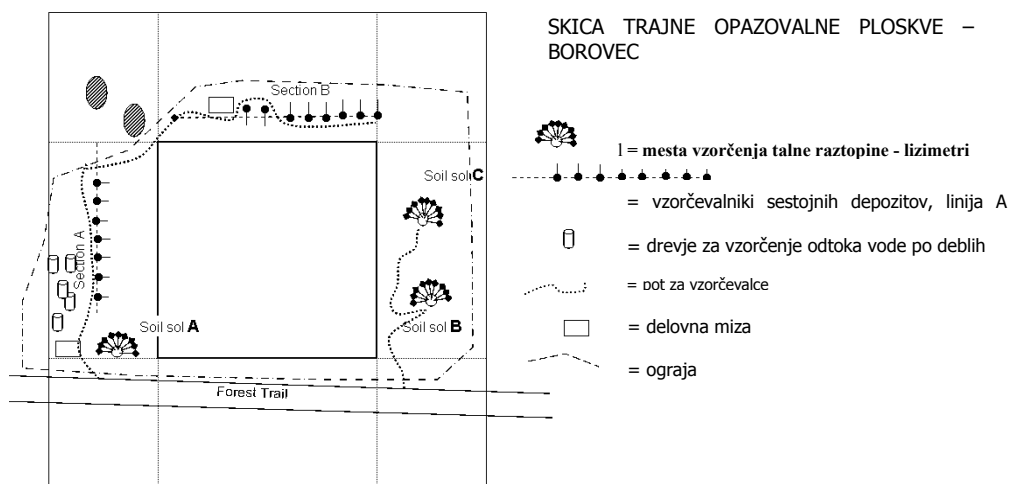 SKICA TRAJNE OPAZOVALNE PLOSKVE –
BOROVEC
Section B
Soil sol C
Section A
Soil sol A
Soil sol B
Forest Trail
l = mesta vzorčenja talne raztopine - lizimetri
= vzorčevalniki sestojnih depozitov, linija A
= drevje za vzorčenje odtoka vode po deblih
= pot za vzorčevalce
= delovna miza
= ograja